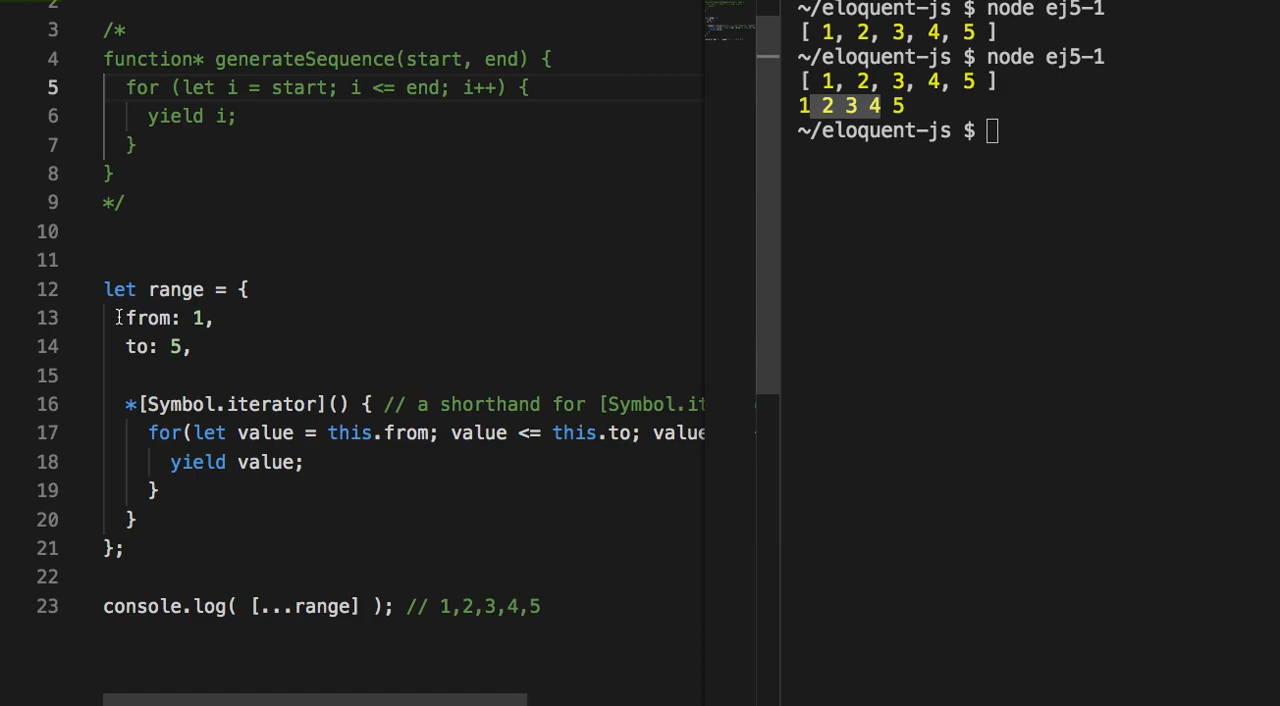 2
3 /*
4 function* generateSequence(start, end) {
5 for (let i = start; i <= end; i++) {
6 yield i;
7 }
8 }
9 */
10
11
12 let range = {
13 from: 1,
14 to: 5,
15
16 *[Symbol.iterator]() { // a shorthand for [Symbol.it
17 for(let value = this.from; value <= this.to; value
18 yield value;
19 }
20 }
21 };
22
23 console.log( [...range] ); // 1,2,3,4,5
~/eloquent-js $ node ej5-1
[ 1, 2, 3, 4, 5 ]
~/eloquent-js $ node ej5-1
[ 1, 2, 3, 4, 5 ]
1 2 3 4 5
~/eloquent-js $